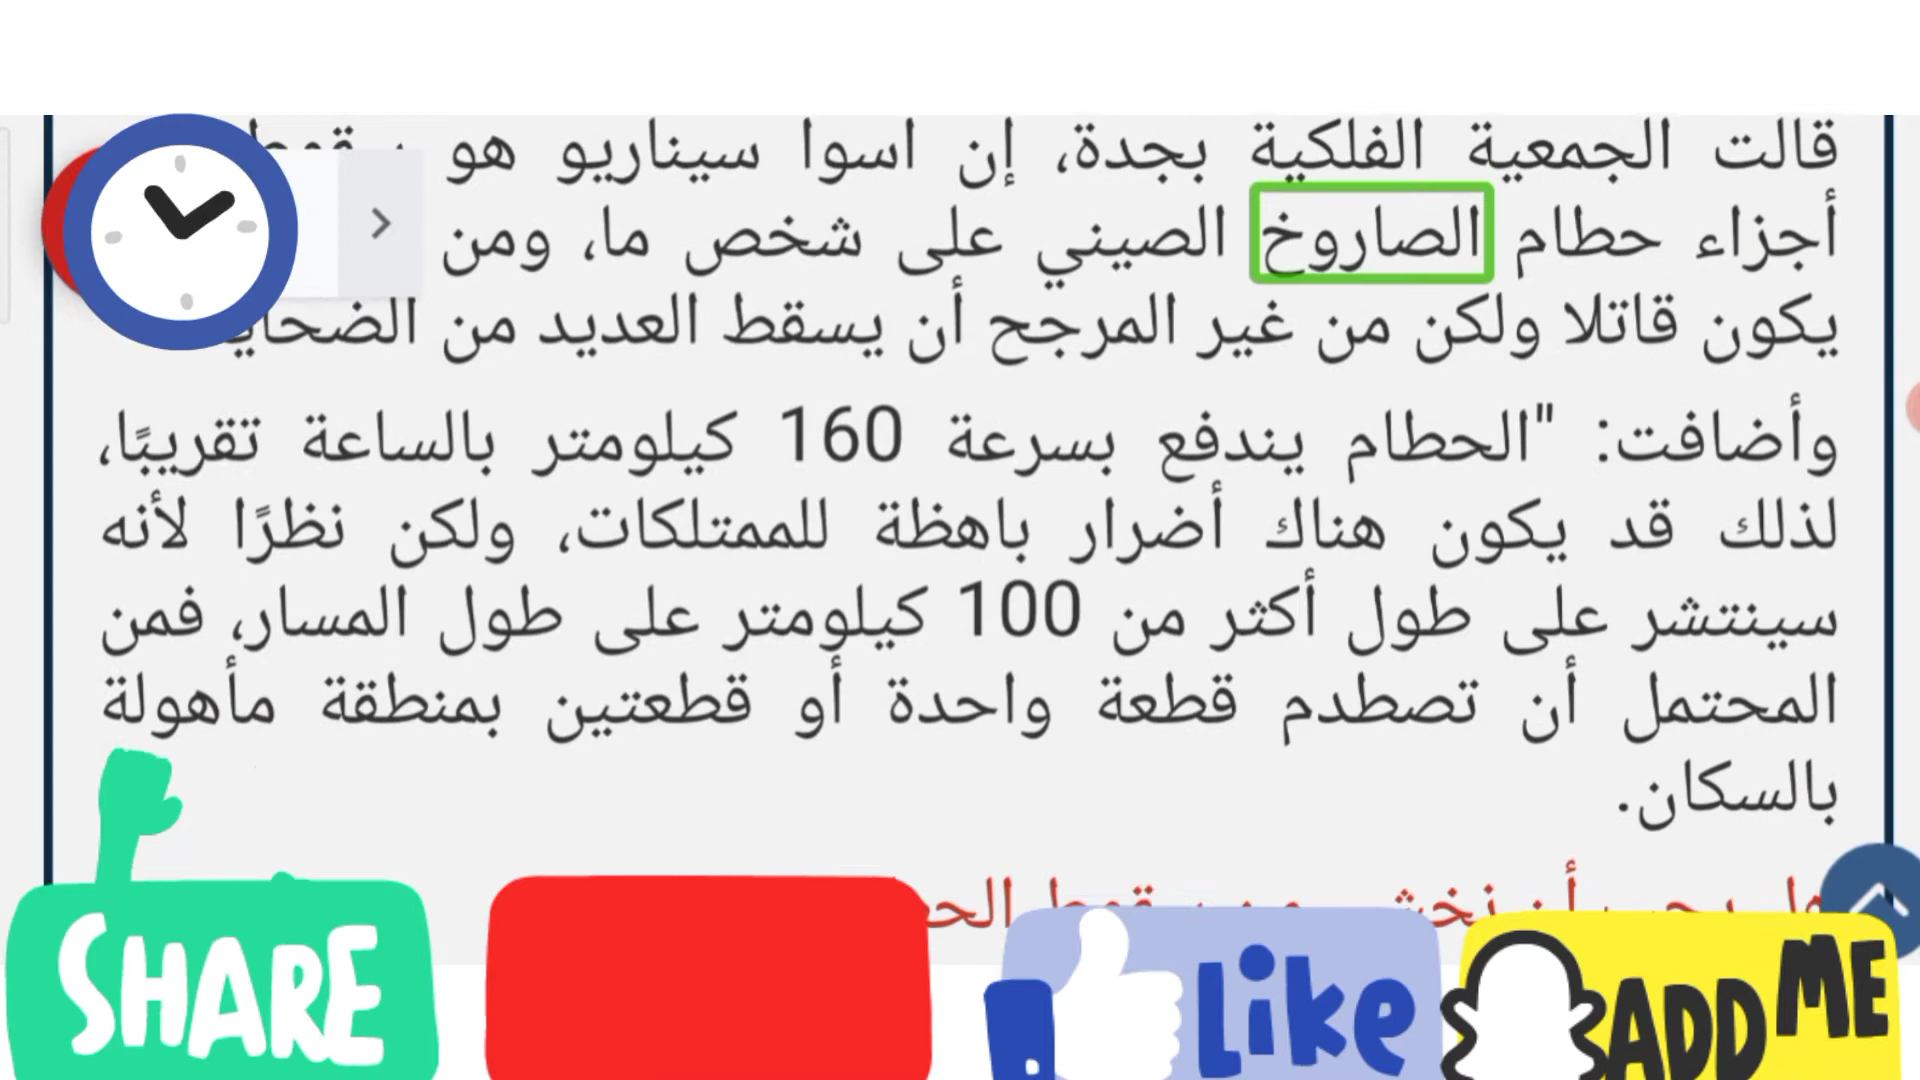 قالت الجمعية الفلكية بجدة، إن أسوأ سيناريو هو سقوط
أجزاء حطام الصاروخ الصيني على شخص ما، ومن
يكون قاتلا ولكن من غير المرجح أن يسقط العديد من الضحايا
وأضافت: "الحطام يندفع بسرعة 160 كيلومتر بالساعة تقريبًا،
لذلك قد يكون هناك أضرار باهظة للممتلكات، ولكن نظرًا لأنه
سينتشر على طول أكثر من 100 كيلومتر على طول المسار، فمن
المحتمل أن تصطدم قطعة واحدة أو قطعتين بمنطقة مأهولة
بالسكان.
SHARE
Like
ADD ME